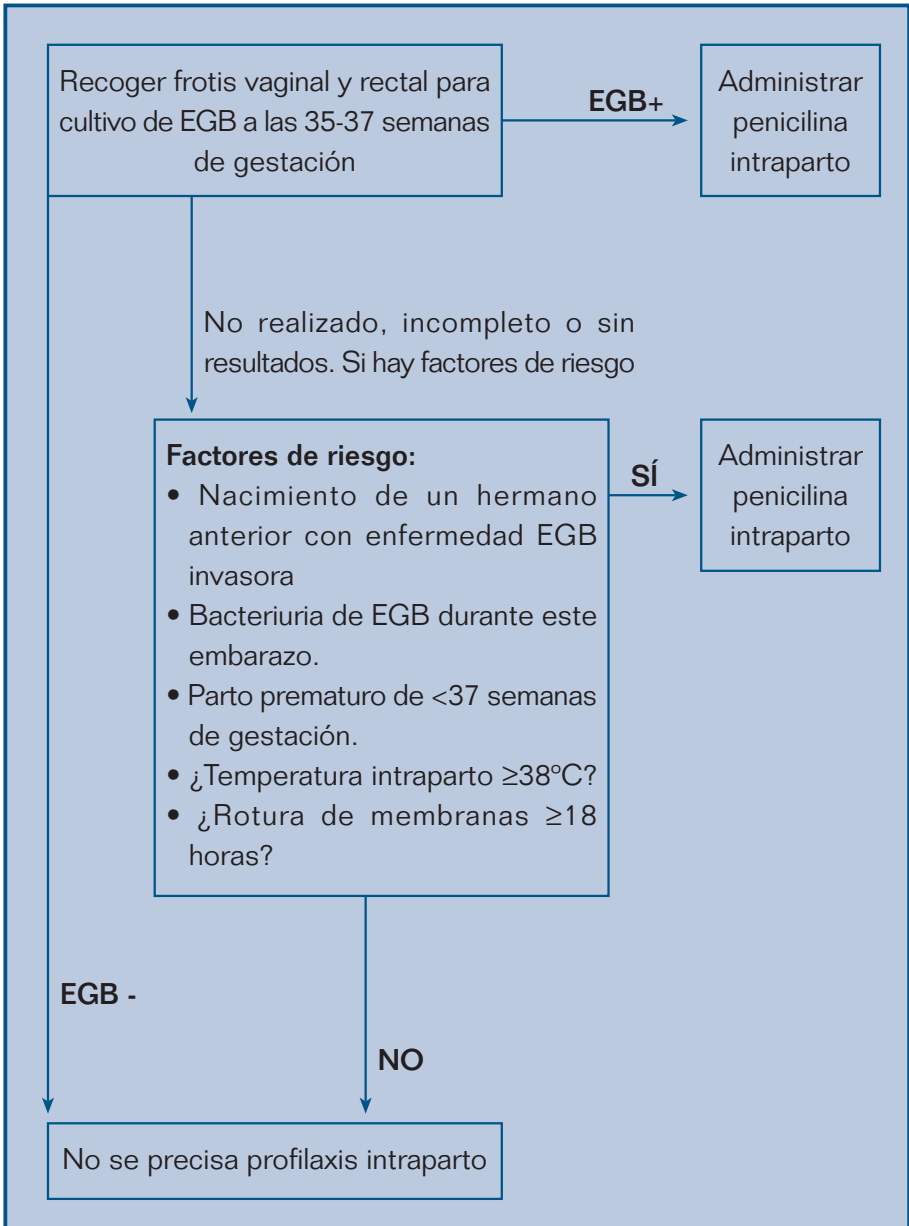 Recoger frotis vaginal y rectal para
cultivo de EGB a las 35-37 semanas
de gestación
EGB+
Administrar
penicilina
intraparto
No realizado, incompleto o sin
resultados. Si hay factores de riesgo
Factores de riesgo:
• Nacimiento de un hermano
anterior con enfermedad EGB
invasora
• Bacteriuria de EGB durante este
embarazo.
• Parto prematuro de <37 semanas
de gestación.
• ¿Temperatura intraparto ≥38ºC?
• ¿Rotura de membranas ≥18
horas?
SÍ
Administrar
penicilina
intraparto
EGB -
NO
No se precisa profilaxis intraparto